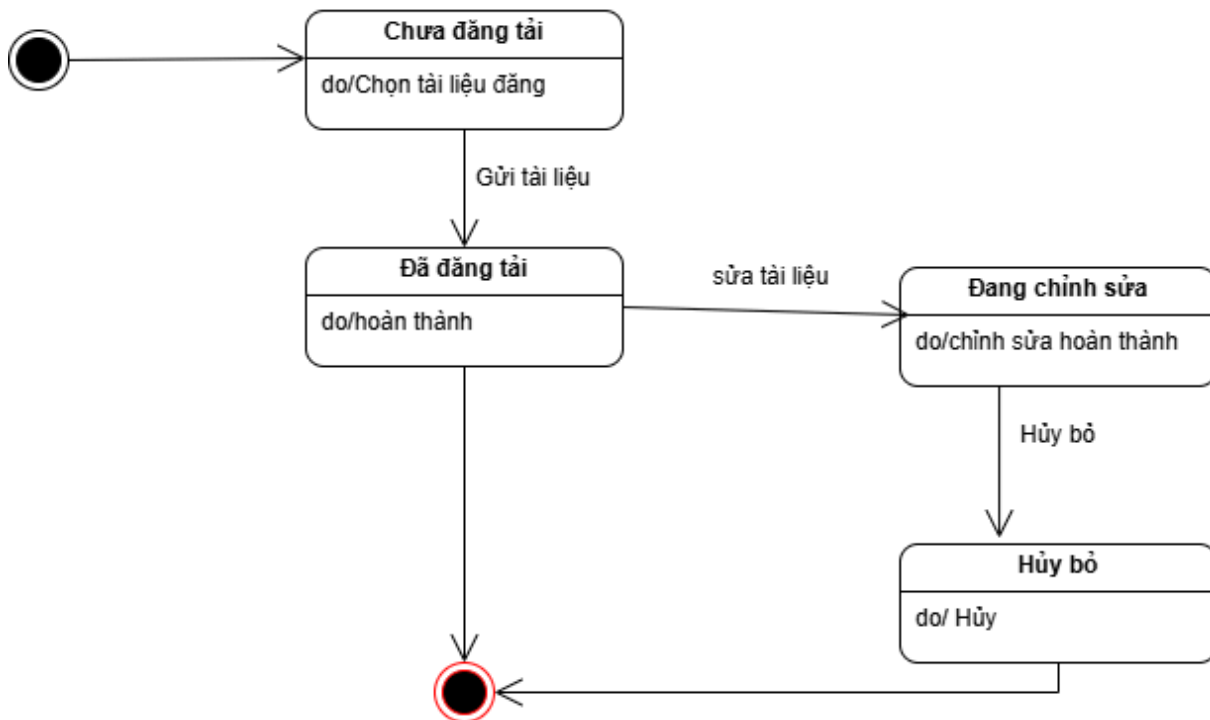 Chưa đăng tải
do/Chọn tài liệu đăng
Gửi tài liệu
Đã đăng tải
do/hoàn thành
sửa tài liệu
Đang chỉnh sửa
do/chỉnh sửa hoàn thành
Hủy bỏ
Hủy bỏ
do/ Hủy